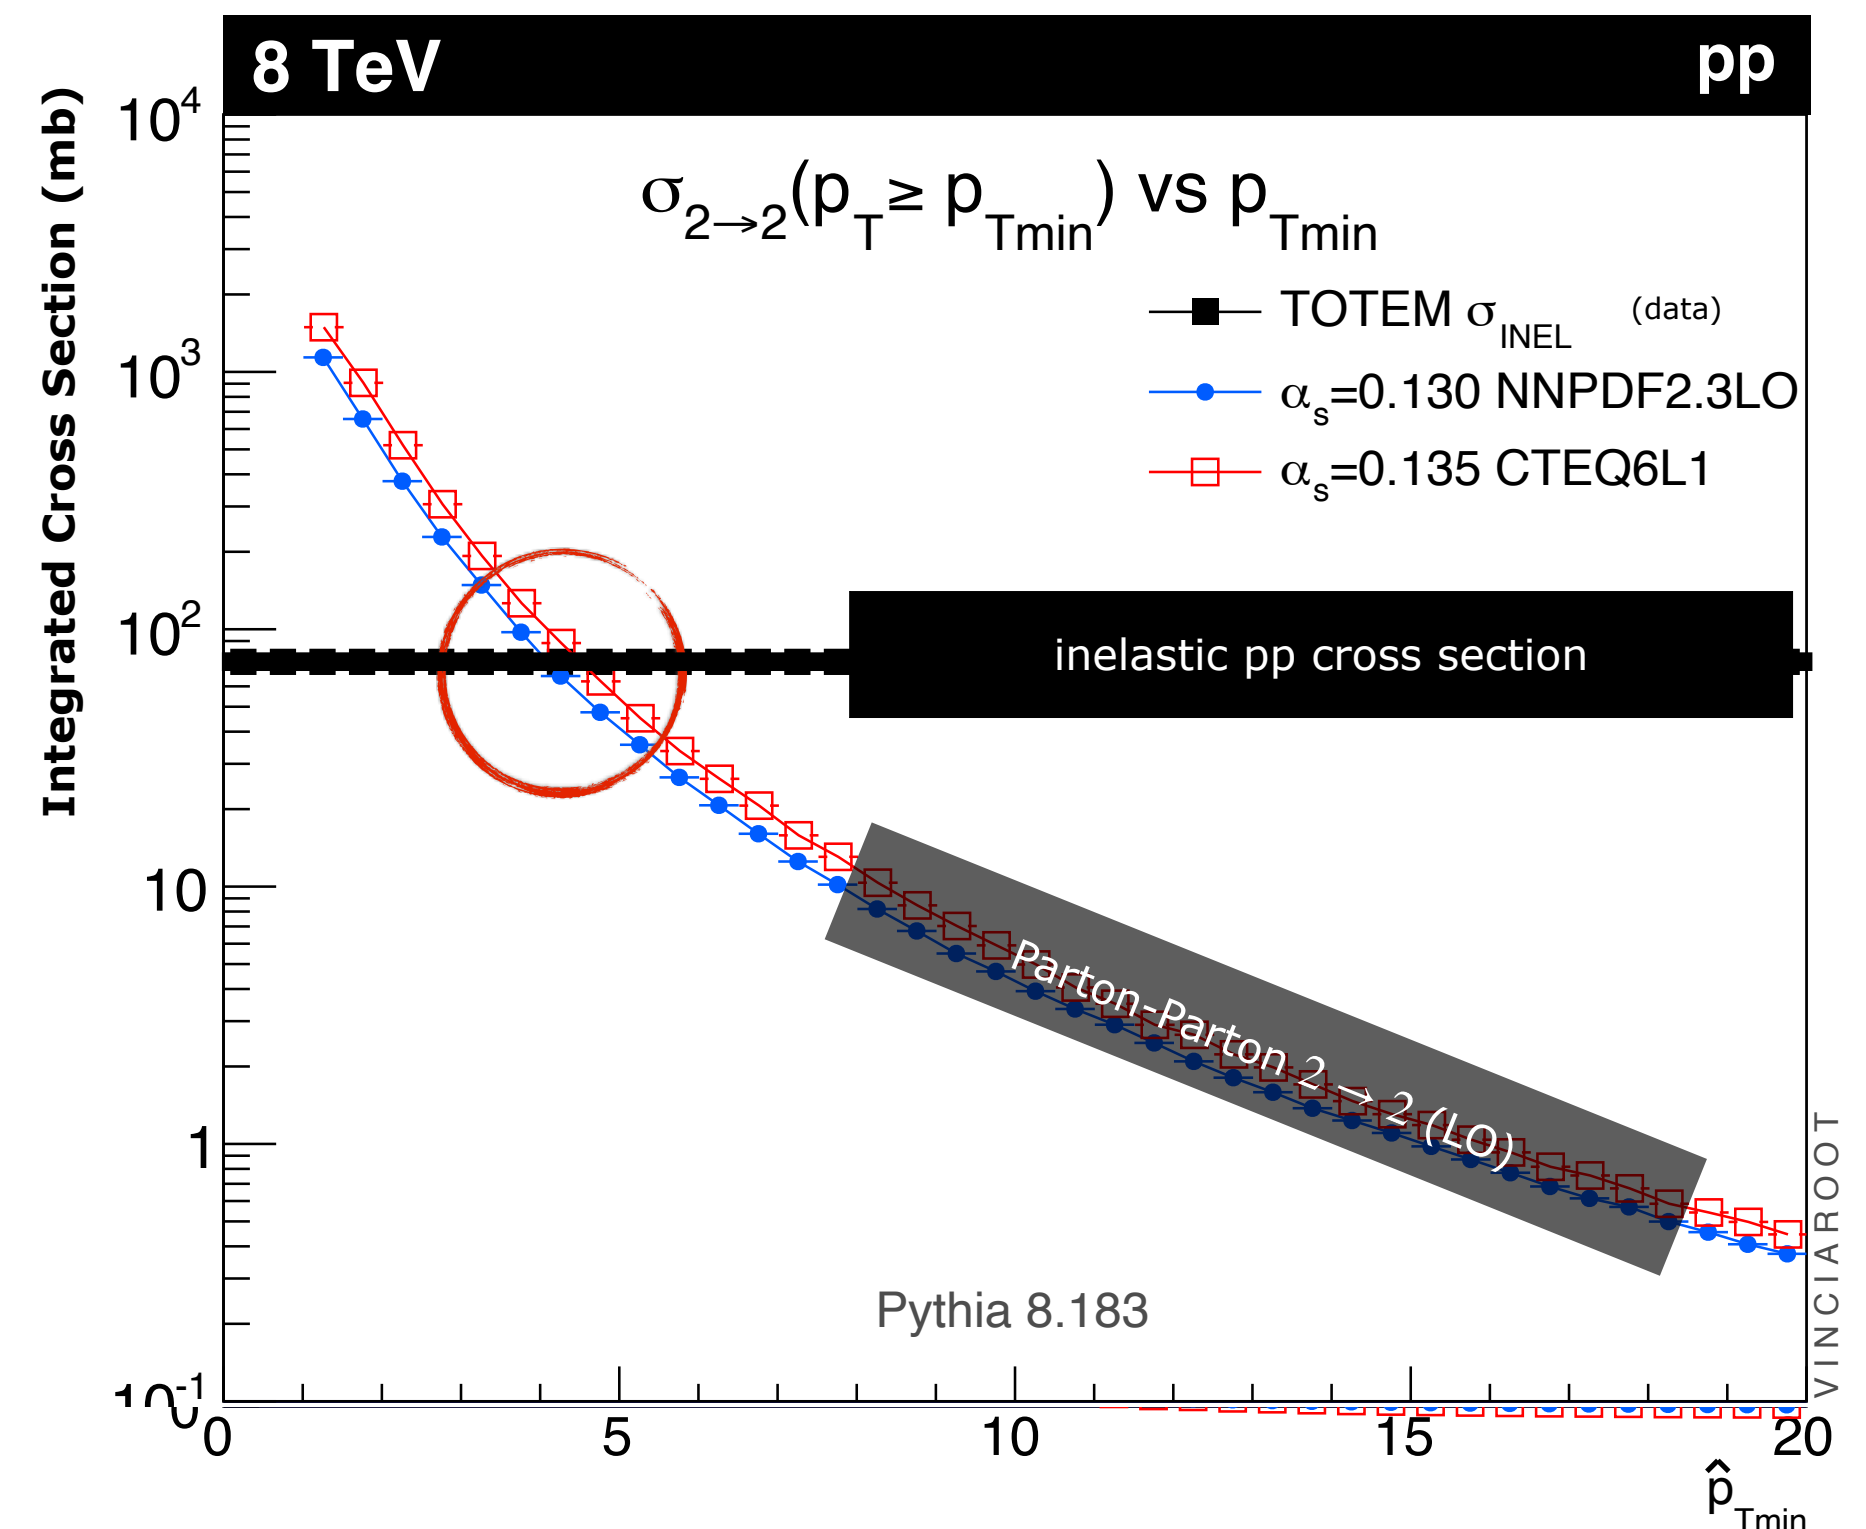 8 TeV pp
σ2→2(pT≥ pTmin) vs pTmin
TOTEM σINEL (data)
αs=0.130 NNPDF2.3LO
αs=0.135 CTEQ6L1
Integrated Cross Section (mb)
10^4
10^3
10^2
10
1
10^-1
inelastic pp cross section
Parton-Parton 2 → 2 (LO)
Pythia 8.183
VINCIAROOT
0 5 10 15 20
p̂Tmin